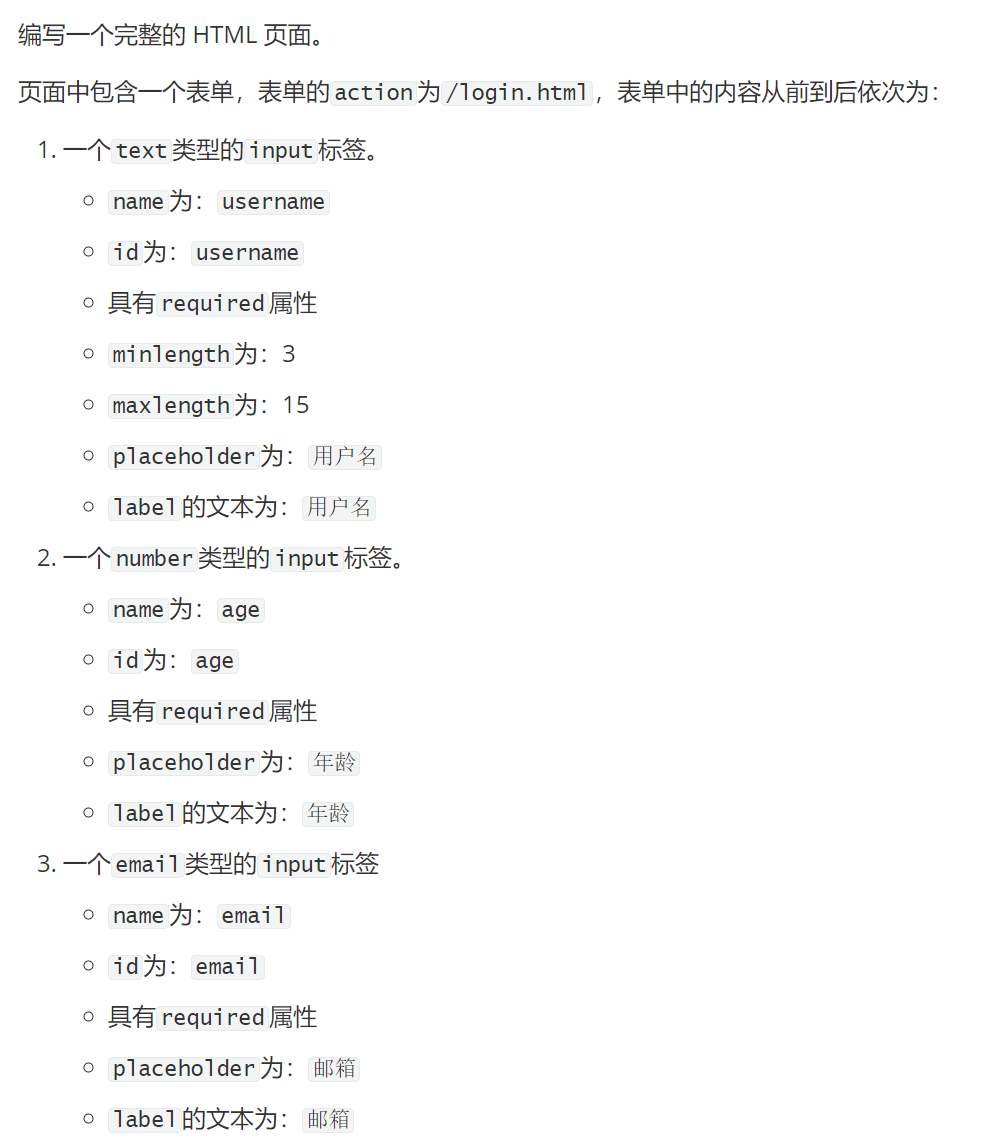 编写一个完整的 HTML 页面。
页面中包含一个表单，表单的action为/login.html，表单中的内容从前到后依次为：
1. 一个text类型的input标签。
○ name为：username
○ id为：username
○ 具有required属性
○ minlength为：3
○ maxlength为：15
○ placeholder为：用户名
○ label的文本为：用户名
2. 一个number类型的input标签。
○ name为：age
○ id为：age
○ 具有required属性
○ placeholder为：年龄
○ label的文本为：年龄
3. 一个email类型的input标签
○ name为：email
○ id为：email
○ 具有required属性
○ placeholder为：邮箱
○ label的文本为：邮箱